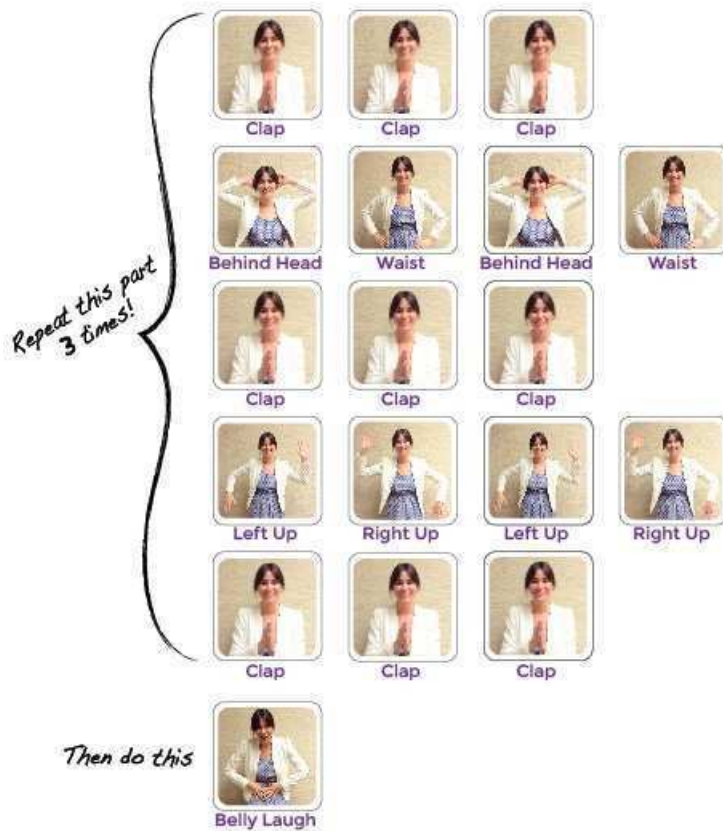 Clap Clap Clap
Behind Head Waist Behind Head Waist
Repeat this part
3 times!
Clap Clap Clap
Left Up Right Up Left Up Right Up
Clap Clap Clap
Then do this
Belly Laugh